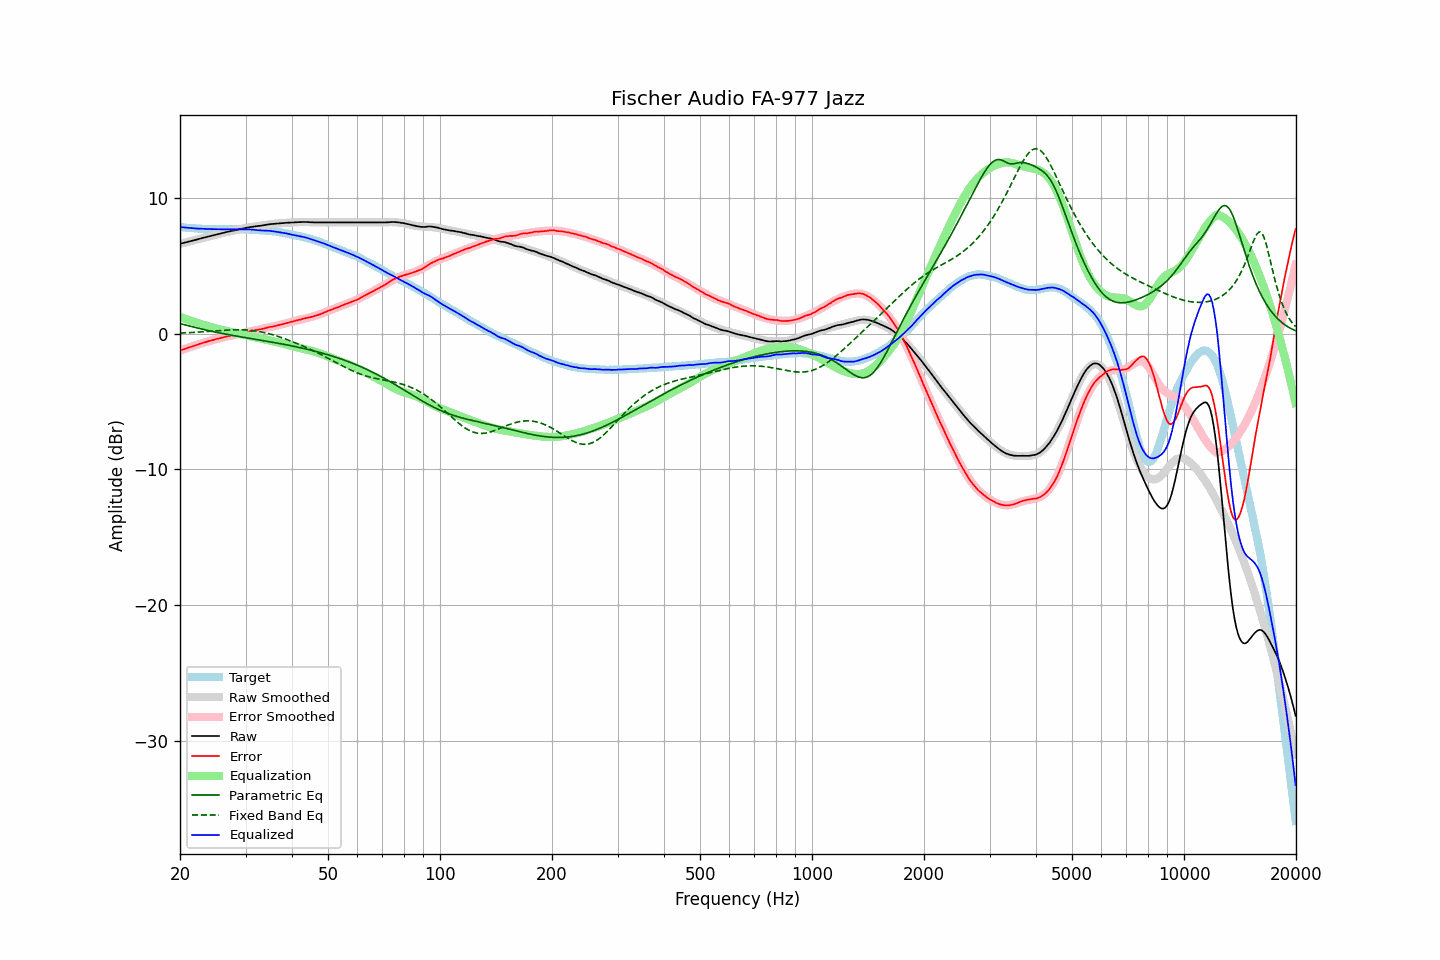 Fischer Audio FA-977 Jazz
Amplitude (dBr)
10
0
−10
−20
−30
Target
Raw Smoothed
Error Smoothed
Raw
Error
Equalization
Parametric Eq
Fixed Band Eq
Equalized
20 50 100 200 500 1000 2000 5000 10000 20000
Frequency (Hz)